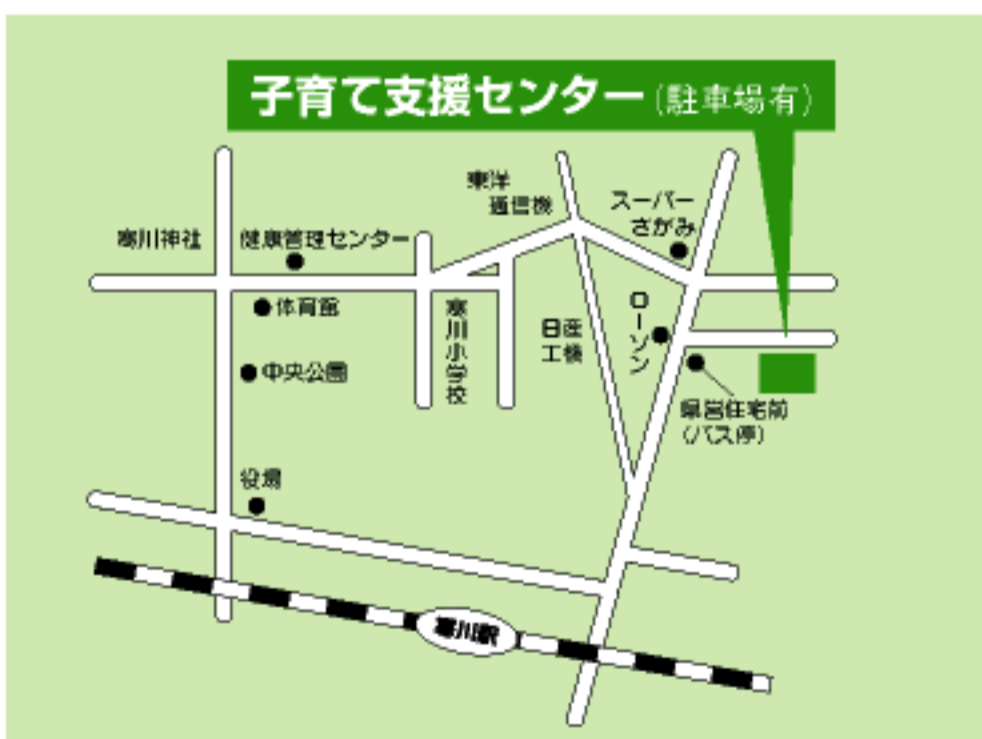 子育て支援センター(駐車場有)
東洋
通信機
スーパー
さがみ
寒川神社
健康管理センター
体育館
寒川小学校
日産
工機
ローソン
中央公園
県営住宅前
(バス停)
役場
寒川駅